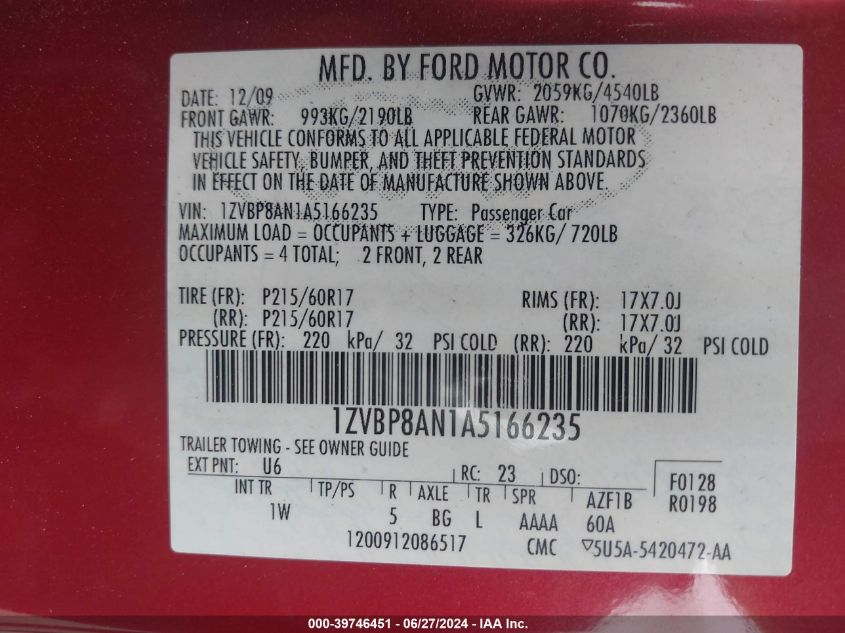 MFD. BY FORD MOTOR CO.
DATE: 12/09 GVWR: 2059KG/4540LB
FRONT GAWR: 993KG/2190LB REAR GAWR: 1070KG/2360LB
THIS VEHICLE CONFORMS TO ALL APPLICABLE FEDERAL MOTOR
VEHICLE SAFETY, BUMPER, AND THEFT PREVENTION STANDARDS
IN EFFECT ON THE DATE OF MANUFACTURE SHOWN ABOVE.
VIN: 1ZVBP8AN1A5166235 TYPE: Passenger Car
MAXIMUM LOAD = OCCUPANTS + LUGGAGE = 326KG/ 720LB
OCCUPANTS = 4 TOTAL; 2 FRONT, 2 REAR
TIRE (FR): P215/60R17 RIMS (FR): 17X7.0J
(RR): P215/60R17 (RR): 17X7.0J
PRESSURE (FR): 220 kPa/ 32 PSI COLD (RR): 220 kPa/ 32 PSI COLD
1ZVBP8AN1A5166235
TRAILER TOWING - SEE OWNER GUIDE
EXT PNT: U6 RC: 23 DSO: F0128
INT TR TP/PS R AXLE TR SPR AZF1B R0198
1W 5 BG L AAAA 60A
1200912086517 CMC ▽5U5A-5420472-AA
000-39746451 - 06/27/2024 - IAA Inc.